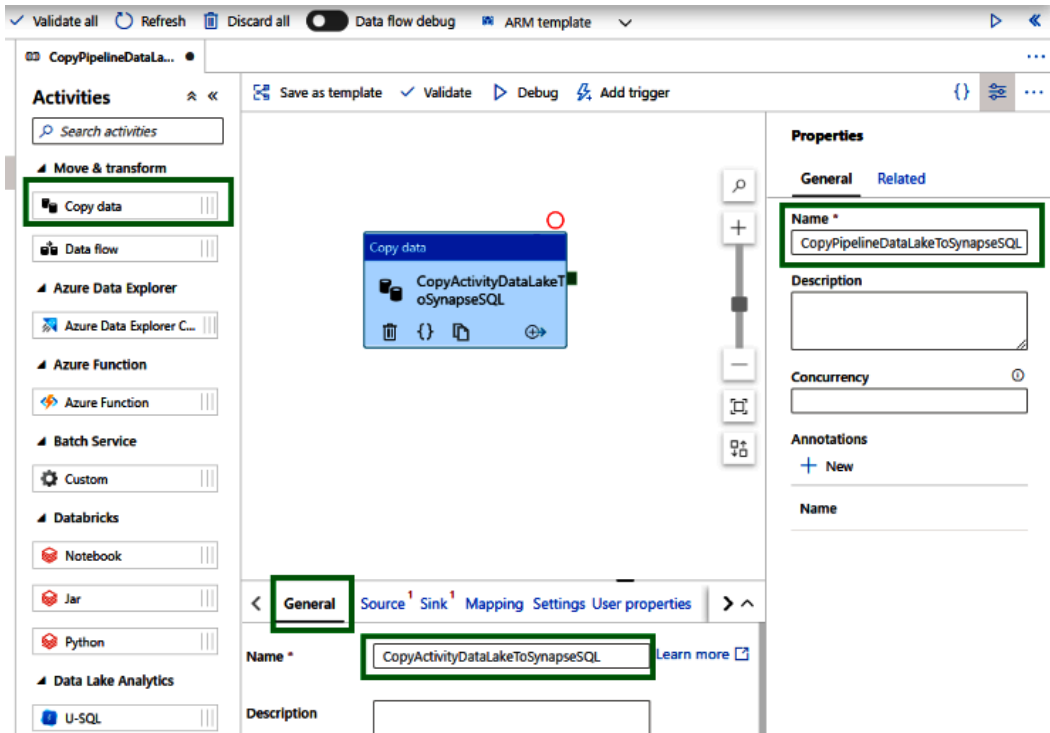 Validate all Refresh Discard all Data flow debug ARM template
CopyPipelineDataLa...
Activities
Search activities
Move & transform
Copy data
Data flow
Azure Data Explorer
Azure Data Explorer C...
Azure Function
Azure Function
Batch Service
Custom
Databricks
Notebook
Jar
Python
Data Lake Analytics
U-SQL
Save as template Validate Debug Add trigger {} ...
Copy data
CopyActivityDataLakeT
oSynapseSQL
{}
General Source 1 Sink 1 Mapping Settings User properties
Name * CopyActivityDataLakeToSynapseSQL Learn more
Description
Properties
General Related
Name *
CopyPipelineDataLakeToSynapseSQL
Description
Concurrency
Annotations
New
Name